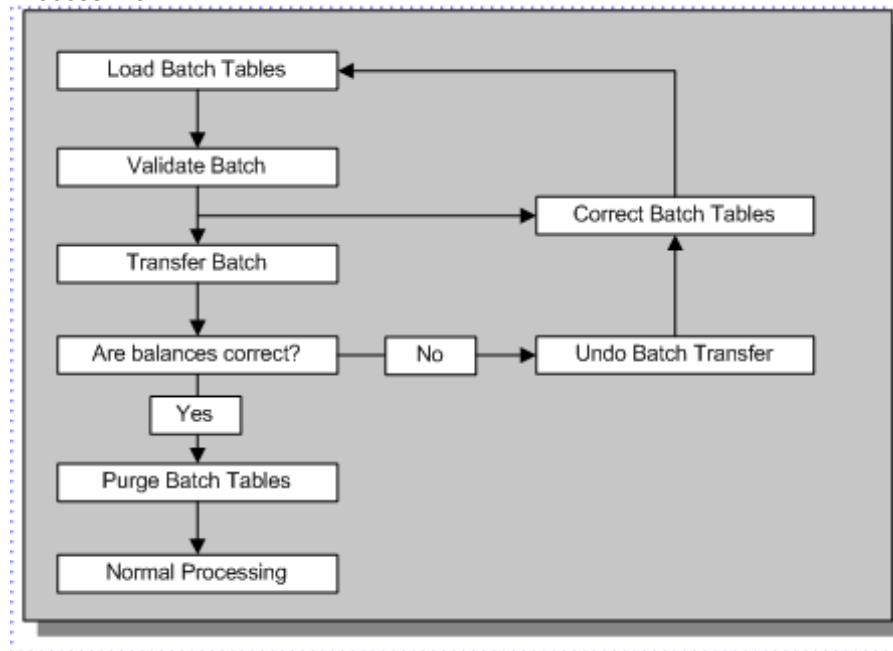 Load Batch Tables
Validate Batch
Correct Batch Tables
Transfer Batch
Are balances correct?
No
Undo Batch Transfer
Yes
Purge Batch Tables
Normal Processing